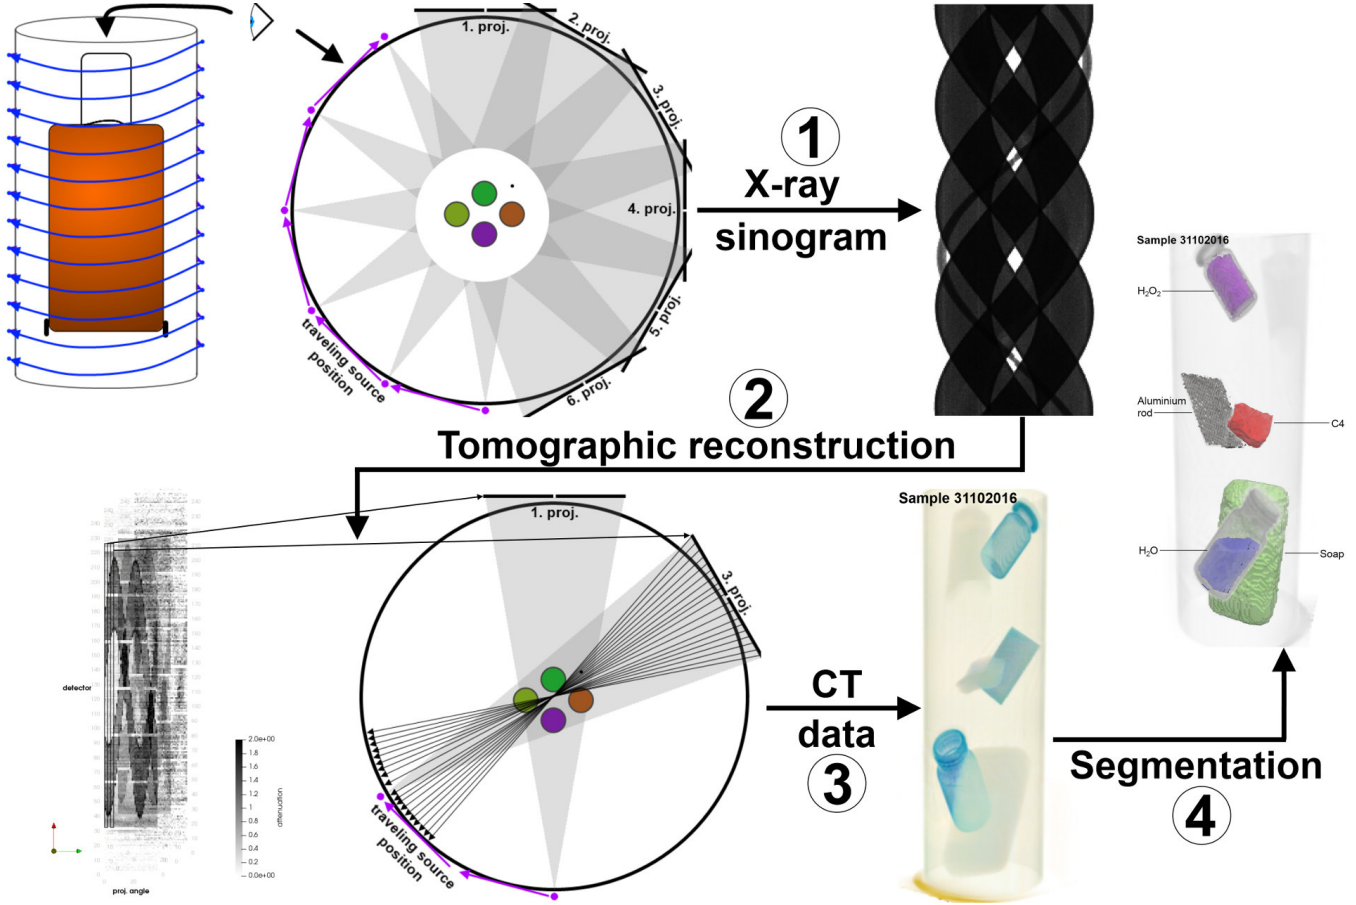 1. proj.
2. proj.
3. proj.
4. proj.
5. proj.
6. proj.
traveling source
position
1
X-ray
sinogram
2
Tomographic reconstruction
detector
proj. angle
2.0e+00
1.8
1.6
1.4
1.2
1
0.8
0.6
0.4
0.2
0.0e+00
attenuation
1. proj.
3. proj.
traveling source
position
CT
data
3
Sample 31102016
Segmentation
4
Sample 31102016
H₂O₂
Aluminium
rod
C4
H₂O
Soap